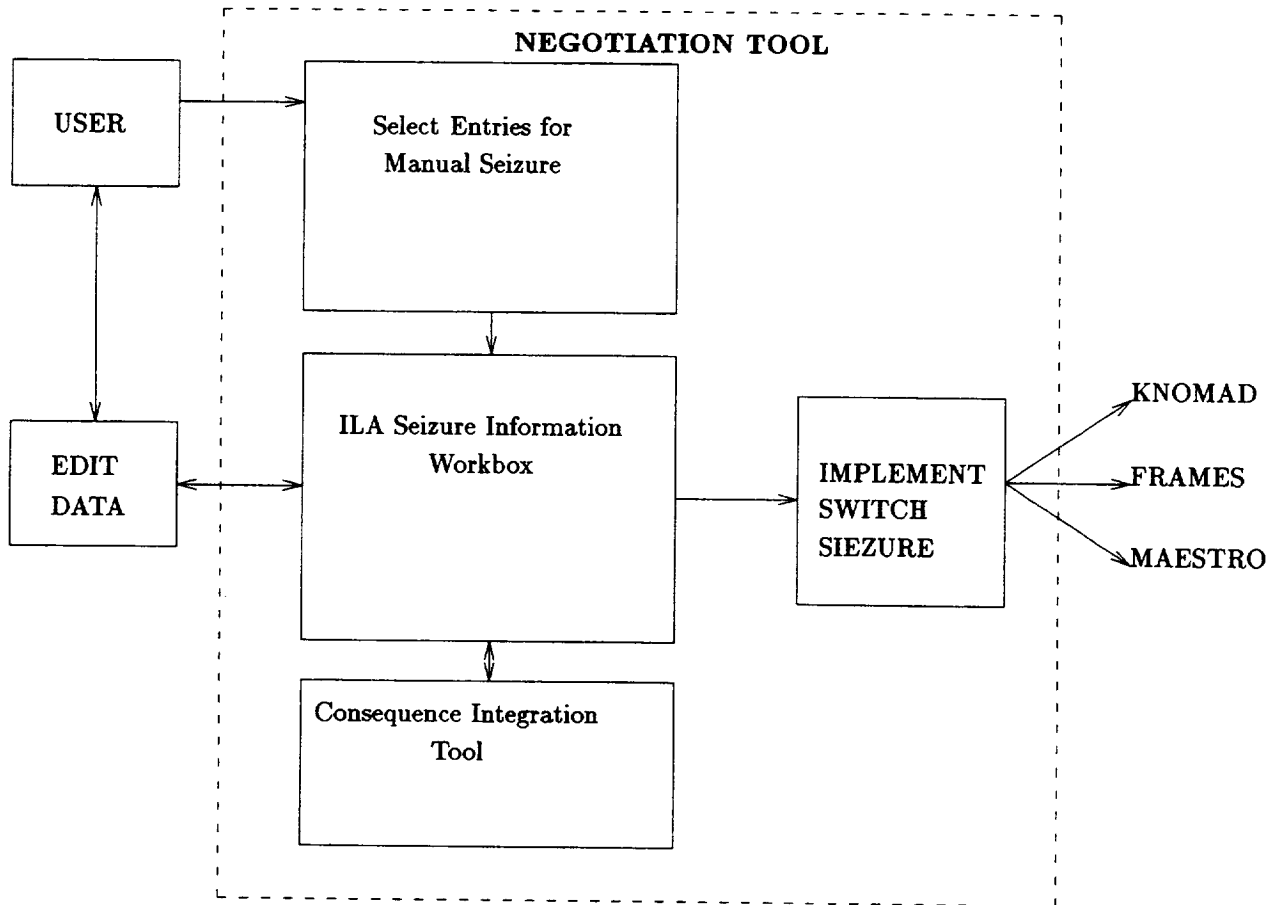 NEGOTIATION TOOL
USER
Select Entries for
Manual Seizure
ILA Seizure Information
Workbox
EDIT
DATA
IMPLEMENT
SWITCH
SIEZURE
KNOMAD
FRAMES
MAESTRO
Consequence Integration
Tool